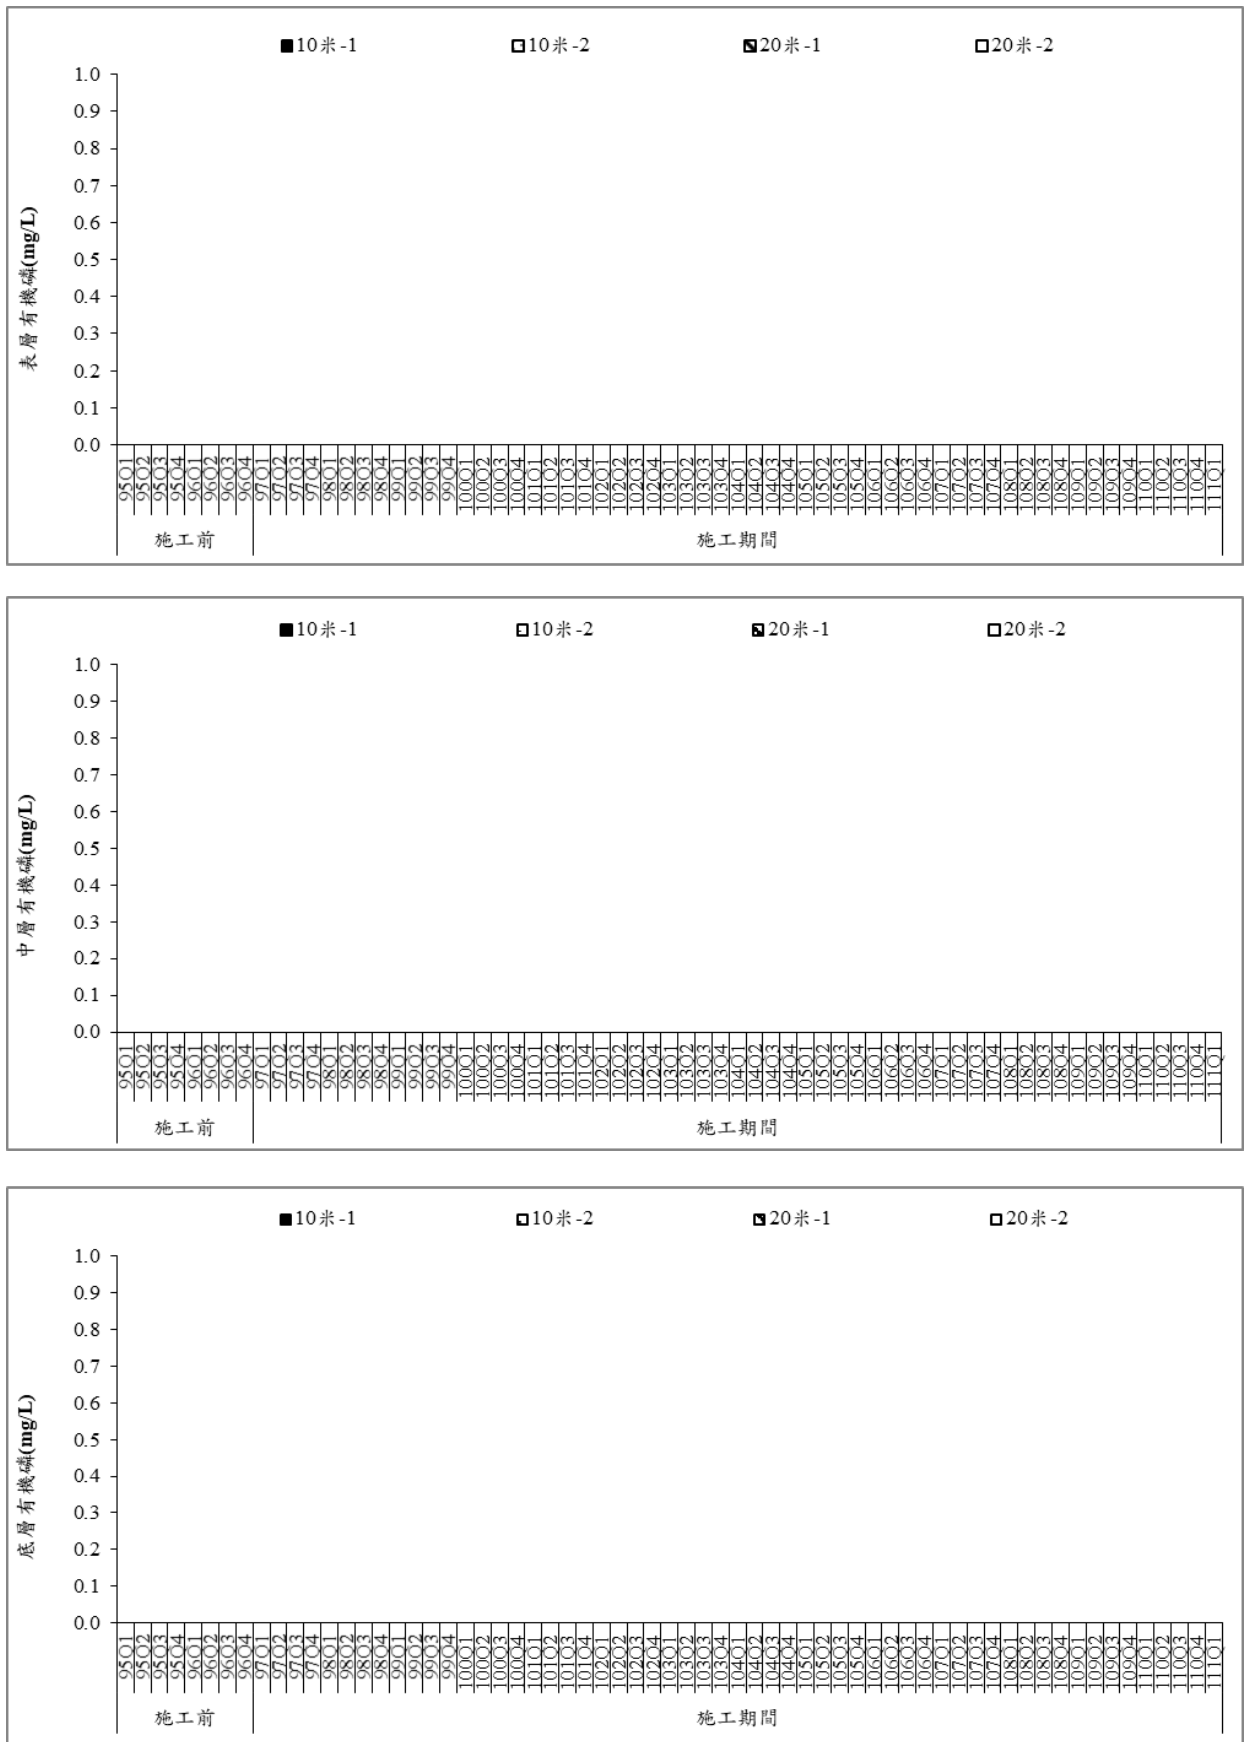 ■10米-1 □10米-2 ■20米-1 □20米-2
1.0
0.9
0.8
0.7
0.6
0.5
0.4
0.3
0.2
0.1
0.0
表層有機磷(mg/L)
95Q1 95Q2 95Q3 95Q4 96Q1 96Q2 96Q3 96Q4 97Q1 97Q2 97Q3 97Q4 98Q1 98Q2 98Q3 98Q4 99Q1 99Q2 99Q3 99Q4 100Q1 100Q2 100Q3 100Q4 101Q1 101Q2 101Q3 101Q4 102Q1 102Q2 102Q3 102Q4 103Q1 103Q2 103Q3 103Q4 104Q1 104Q2 104Q3 104Q4 105Q1 105Q2 105Q3 105Q4 106Q1 106Q2 106Q3 106Q4 107Q1 107Q2 107Q3 107Q4 108Q1 108Q2 108Q3 108Q4 109Q1 109Q2 109Q3 109Q4 110Q1 110Q2 110Q3 110Q4 111Q1
施工前 施工期間
■10米-1 □10米-2 ■20米-1 □20米-2
1.0
0.9
0.8
0.7
0.6
0.5
0.4
0.3
0.2
0.1
0.0
中層有機磷(mg/L)
95Q1 95Q2 95Q3 95Q4 96Q1 96Q2 96Q3 96Q4 97Q1 97Q2 97Q3 97Q4 98Q1 98Q2 98Q3 98Q4 99Q1 99Q2 99Q3 99Q4 100Q1 100Q2 100Q3 100Q4 101Q1 101Q2 101Q3 101Q4 102Q1 102Q2 102Q3 102Q4 103Q1 103Q2 103Q3 103Q4 104Q1 104Q2 104Q3 104Q4 105Q1 105Q2 105Q3 105Q4 106Q1 106Q2 106Q3 106Q4 107Q1 107Q2 107Q3 107Q4 108Q1 108Q2 108Q3 108Q4 109Q1 109Q2 109Q3 109Q4 110Q1 110Q2 110Q3 110Q4 111Q1
施工前 施工期間
■10米-1 □10米-2 ■20米-1 □20米-2
1.0
0.9
0.8
0.7
0.6
0.5
0.4
0.3
0.2
0.1
0.0
底層有機磷(mg/L)
95Q1 95Q2 95Q3 95Q4 96Q1 96Q2 96Q3 96Q4 97Q1 97Q2 97Q3 97Q4 98Q1 98Q2 98Q3 98Q4 99Q1 99Q2 99Q3 99Q4 100Q1 100Q2 100Q3 100Q4 101Q1 101Q2 101Q3 101Q4 102Q1 102Q2 102Q3 102Q4 103Q1 103Q2 103Q3 103Q4 104Q1 104Q2 104Q3 104Q4 105Q1 105Q2 105Q3 105Q4 106Q1 106Q2 106Q3 106Q4 107Q1 107Q2 107Q3 107Q4 108Q1 108Q2 108Q3 108Q4 109Q1 109Q2 109Q3 109Q4 110Q1 110Q2 110Q3 110Q4 111Q1
施工前 施工期間